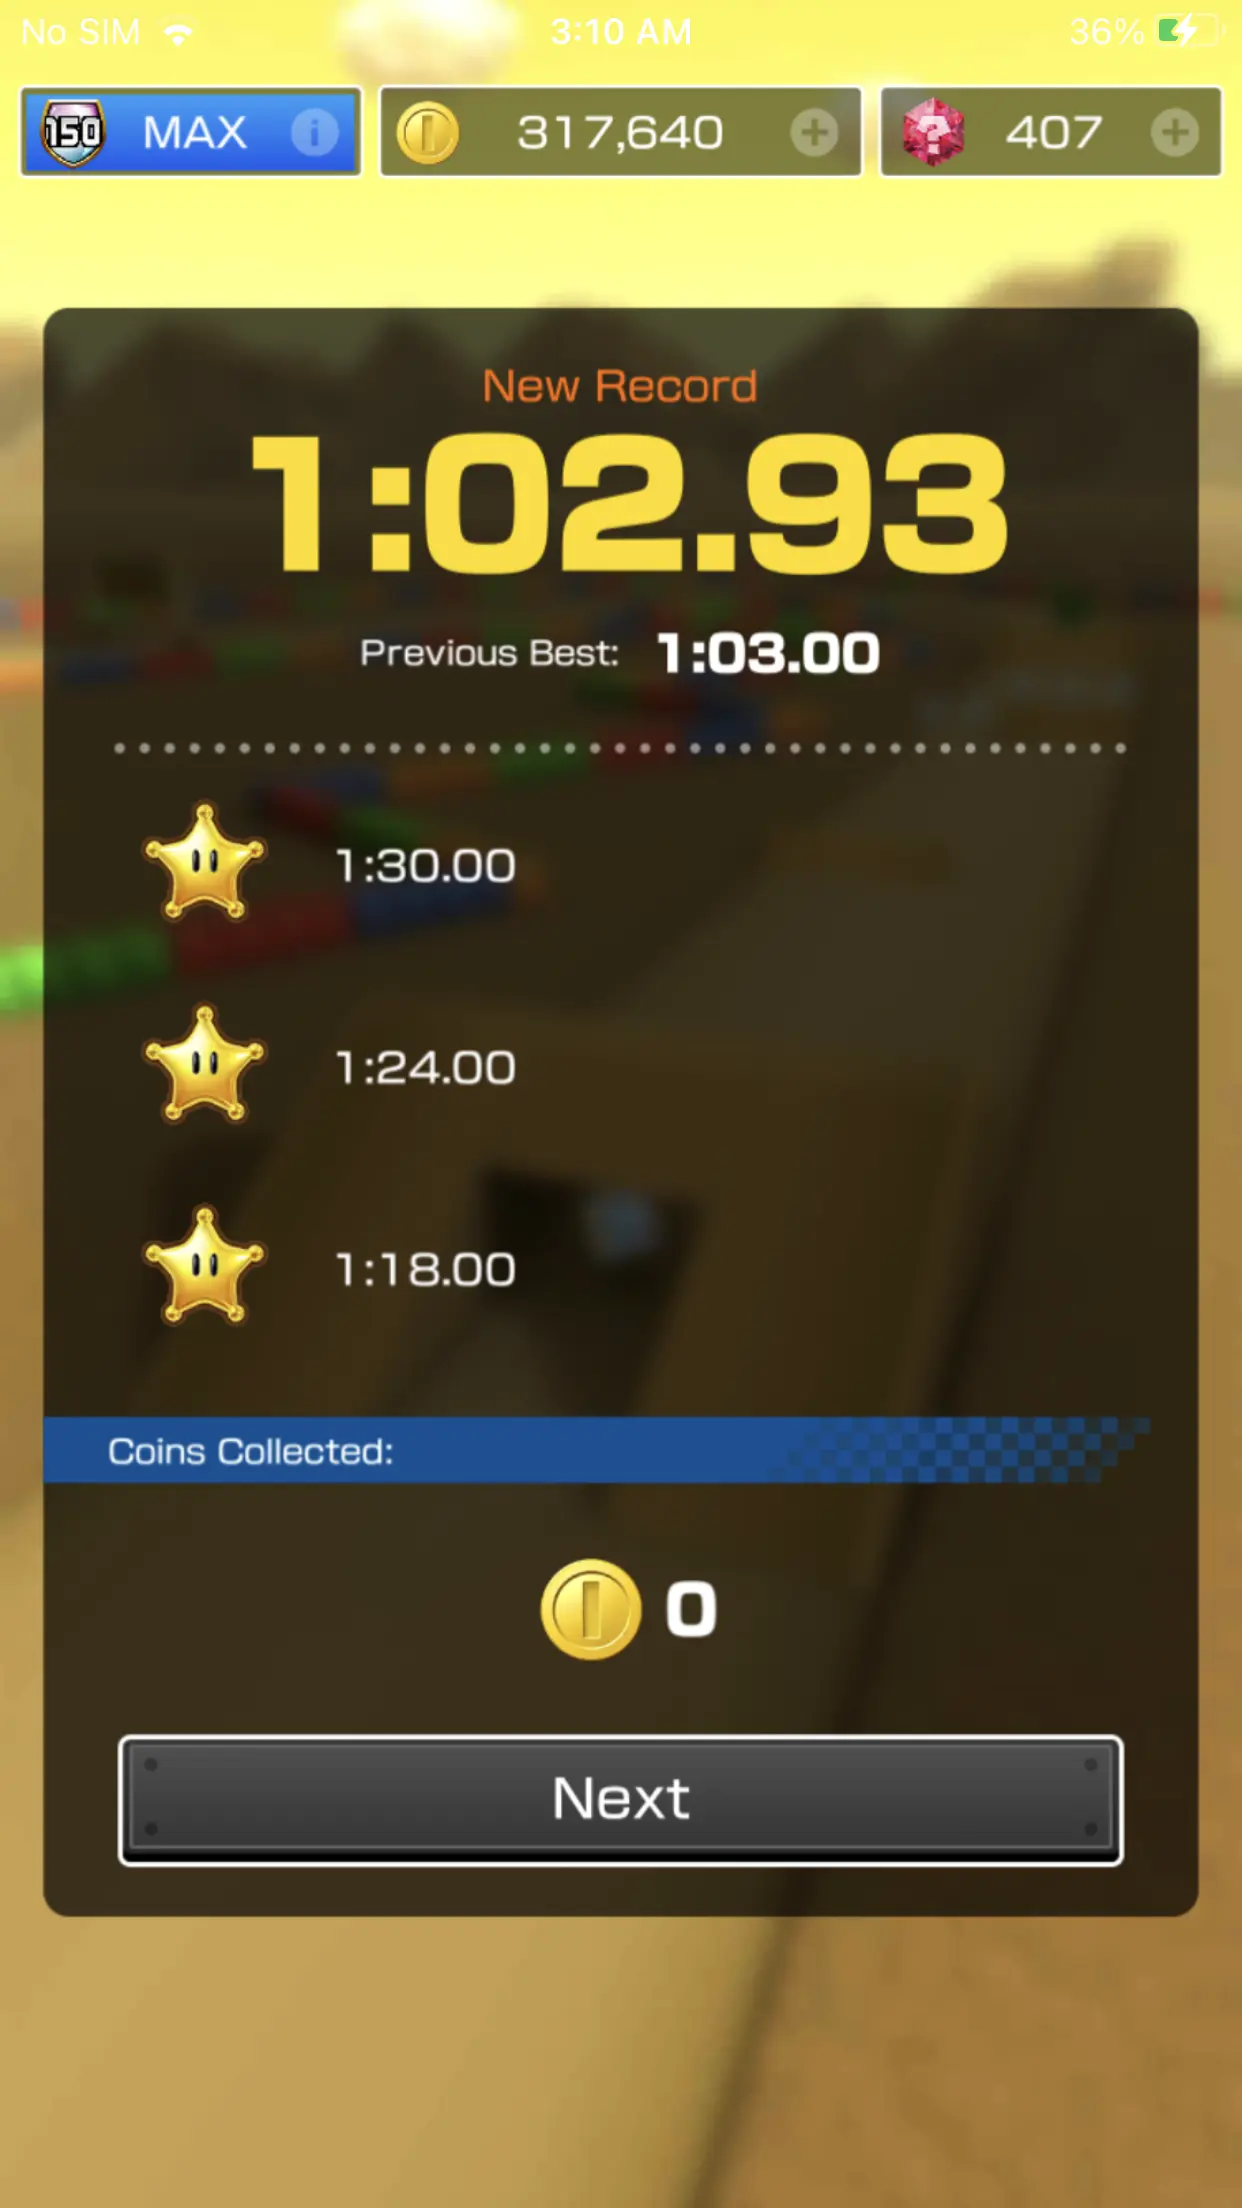 No SIM 3:10 AM 36%
150 MAX i 317,640 + ? 407 +
New Record
1:02.93
Previous Best: 1:03.00
1:30.00
1:24.00
1:18.00
Coins Collected:
0
Next